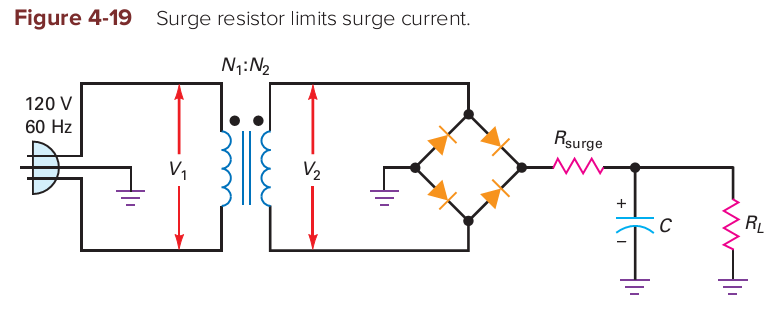 Figure 4-19 Surge resistor limits surge current.
N₁:N₂
120 V
60 Hz
V₁
V₂
Rsurge
+
C
−
RL